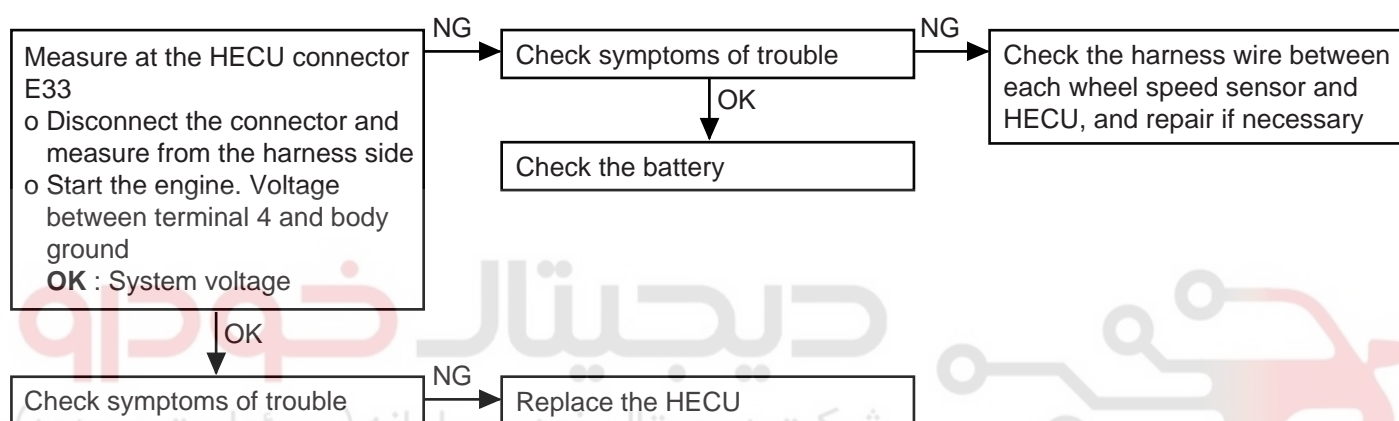 NG
NG
Measure at the HECU connector
E33
o Disconnect the connector and
measure from the harness side
o Start the engine. Voltage
between terminal 4 and body
ground
OK : System voltage
Check symptoms of trouble
Check the harness wire between
each wheel speed sensor and
HECU, and repair if necessary
OK
Check the battery
دیجیتال خودرو
OK
NG
Check symptoms of trouble
Replace the HECU